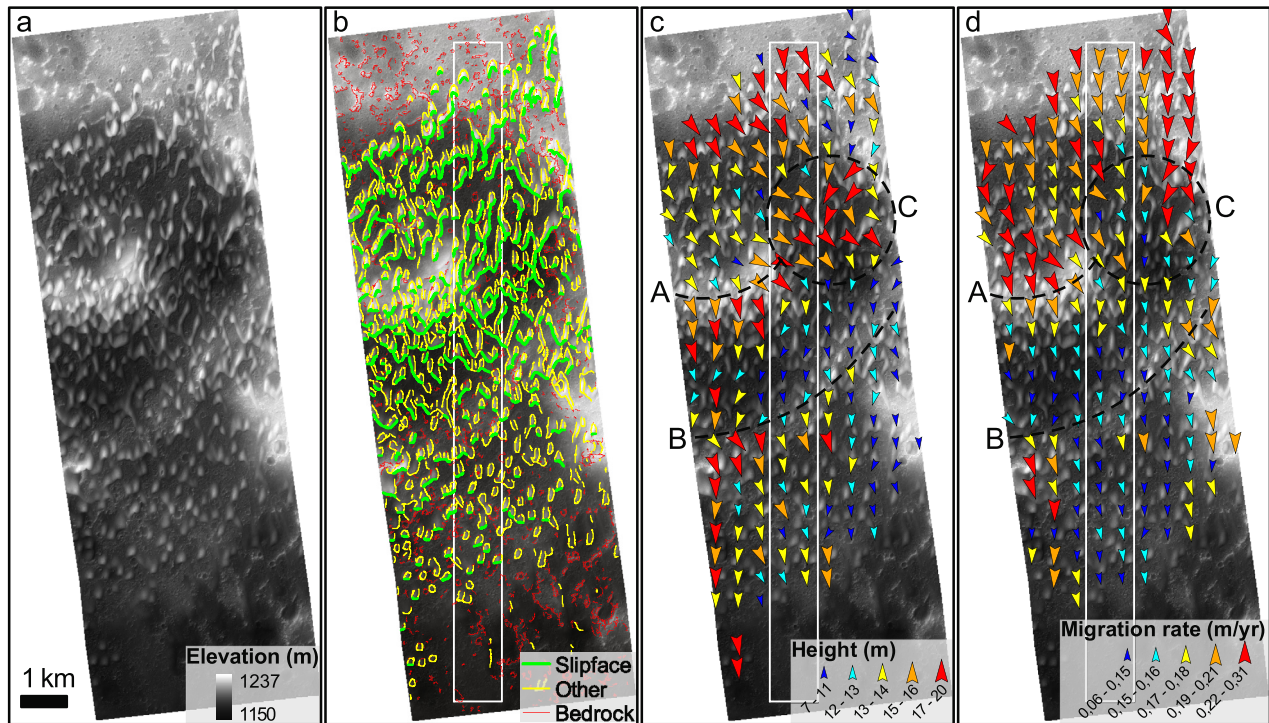 a
b
c
d
C
C
A
A
B
B
Elevation (m)
1 km
1237
1150
Slipface
Other
Bedrock
Height (m)
7 - 11
12 - 13
13 - 14
15 - 16
17 - 20
Migration rate (m/yr)
0.06 - 0.15
0.15 - 0.16
0.17 - 0.18
0.19 - 0.21
0.22 - 0.31